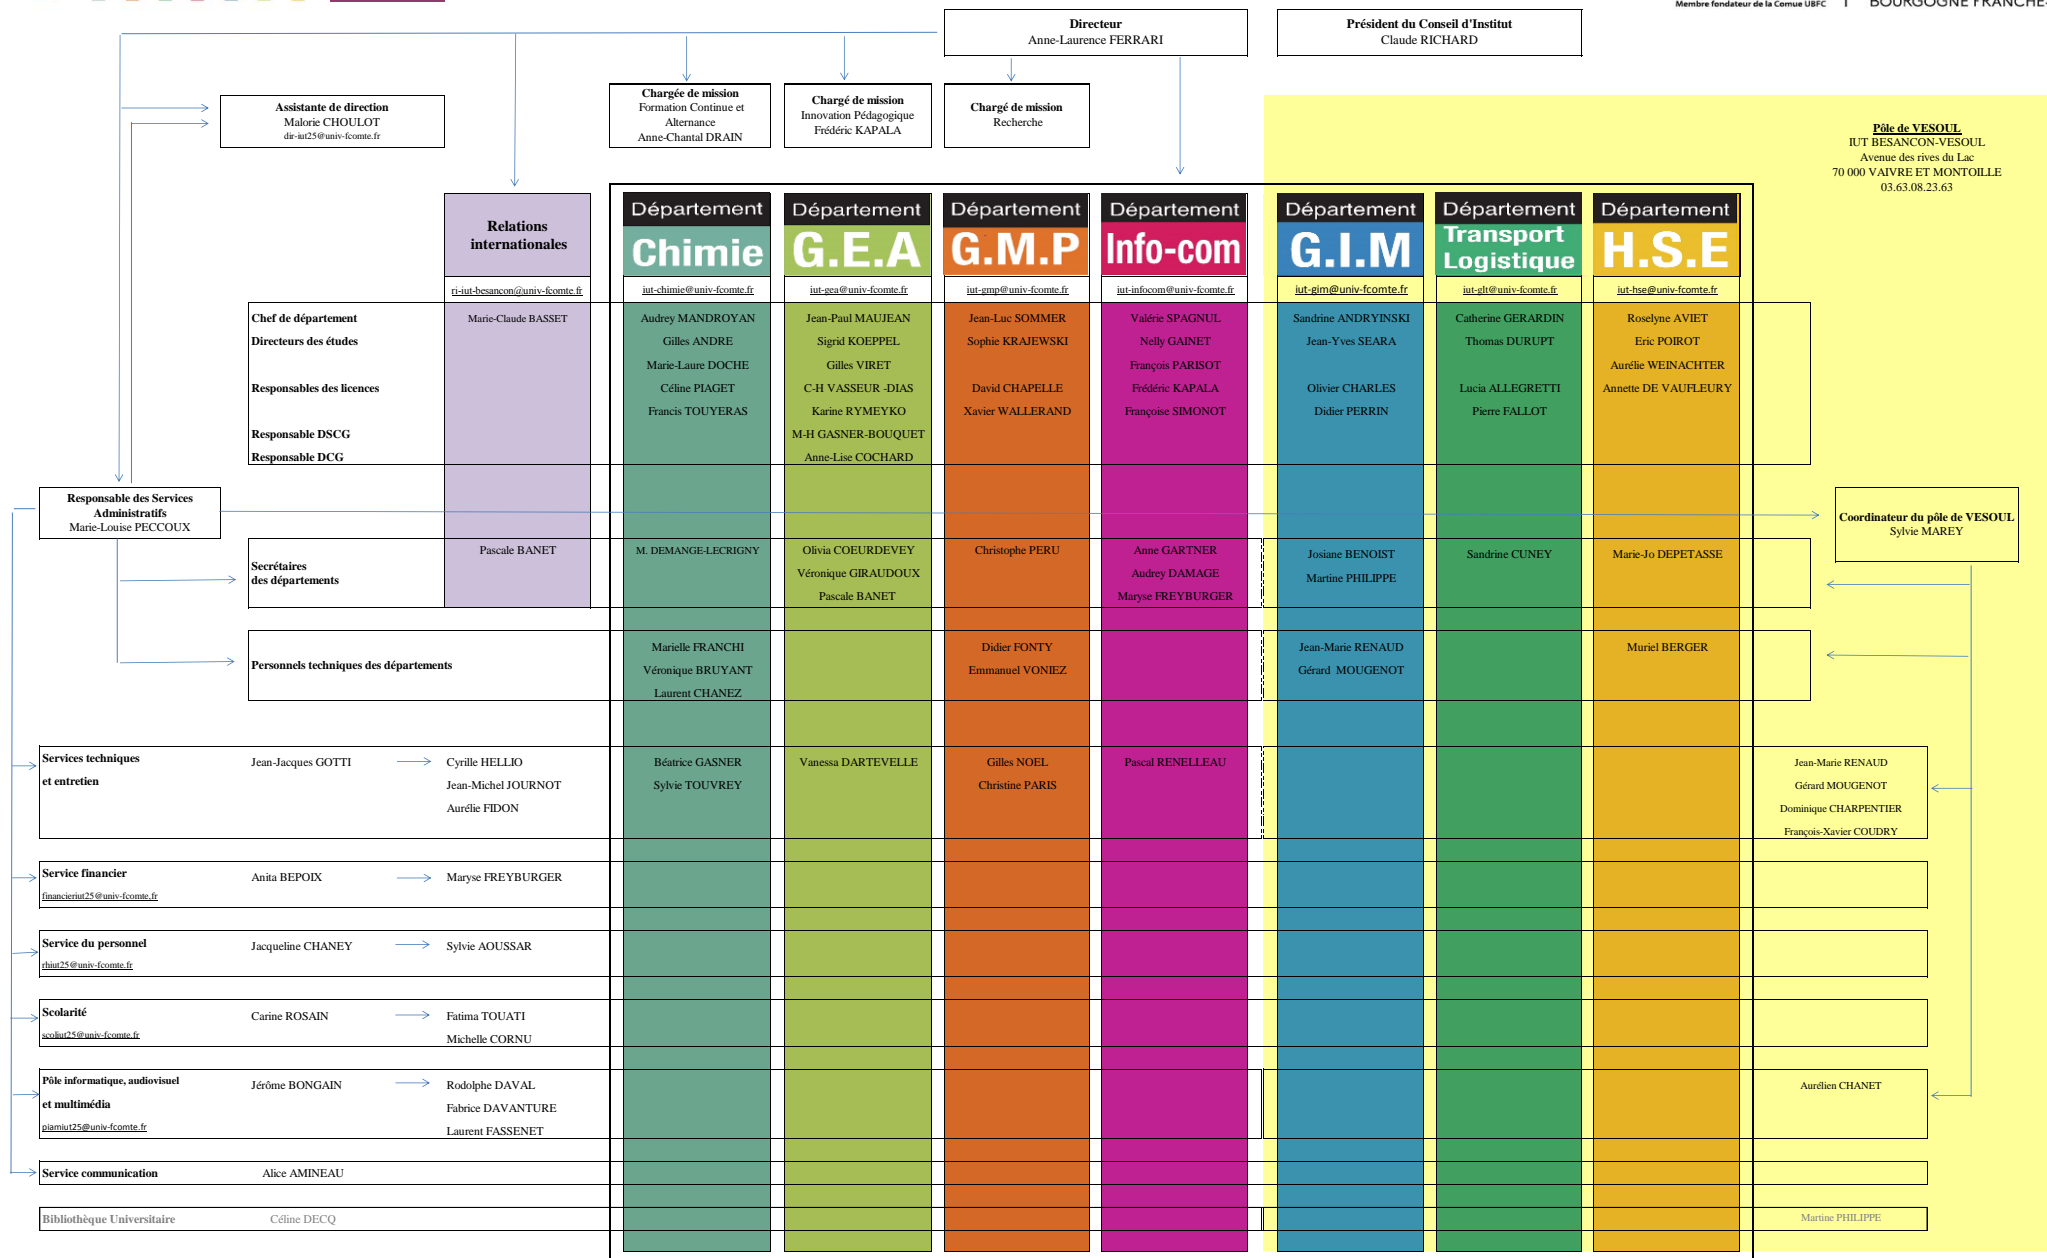 Membre fondateur de la Comue UBFC
BOURGOGNE FRANCHE-
Directeur
Anne-Laurence FERRARI
Président du Conseil d'Institut
Claude RICHARD
Assistante de direction
Malorie CHOULOT
dir-iut25@univ-fcomte.fr
Chargée de mission
Formation Continue et
Alternance
Anne-Chantal DRAIN
Chargé de mission
Innovation Pédagogique
Frédéric KAPALA
Chargé de mission
Recherche
Pôle de VESOUL
IUT BESANCON-VESOUL
Avenue des rives du Lac
70 000 VAIVRE ET MONTOILLE
03.63.08.23.63
Relations
internationales
Département
Chimie
Département
G.E.A
Département
G.M.P
Département
Info-com
Département
G.I.M
Département
Transport
Logistique
Département
H.S.E
ri-iut-besancon@univ-fcomte.fr
iut-chimie@univ-fcomte.fr
iut-gea@univ-fcomte.fr
iut-gmp@univ-fcomte.fr
iut-infocom@univ-fcomte.fr
iut-gim@univ-fcomte.fr
iut-glt@univ-fcomte.fr
iut-hse@univ-fcomte.fr
Chef de département Marie-Claude BASSET Audrey MANDROYAN Jean-Paul MAUJEAN Jean-Luc SOMMER Valérie SPAGNUL Sandrine ANDRYINSKI Catherine GERARDIN Roselyne AVIET
Directeurs des études Gilles ANDRE Sigrid KOEPPEL Sophie KRAJEWSKI Nelly GAINET Jean-Yves SEARA Thomas DURUPT Eric POIROT
Marie-Laure DOCHE Gilles VIRET François PARISOT Aurélie WEINACHTER
Responsables des licences Céline PIAGET C-H VASSEUR -DIAS David CHAPELLE Frédéric KAPALA Olivier CHARLES Lucia ALLEGRETTI Annette DE VAUFLEURY
Francis TOUYERAS Karine RYMEYKO Xavier WALLERAND Françoise SIMONOT Didier PERRIN Pierre FALLOT
Responsable DSCG M-H GASNER-BOUQUET
Responsable DCG Anne-Lise COCHARD
Responsable des Services
Administratifs
Marie-Louise PECCOUX
Coordinateur du pôle de VESOUL
Sylvie MAREY
Secrétaires
des départements
Pascale BANET M. DEMANGE-LECRIGNY Olivia COEURDEVEY Christophe PERU Anne GARTNER Josiane BENOIST Sandrine CUNEY Marie-Jo DEPETASSE
Véronique GIRAUDOUX Audrey DAMAGE Martine PHILIPPE
Pascale BANET Maryse FREYBURGER
Personnels techniques des départements
Marielle FRANCHI Didier FONTY Jean-Marie RENAUD Muriel BERGER
Véronique BRUYANT Emmanuel VONIEZ Gérard MOUGENOT
Laurent CHANEZ
Services techniques Jean-Jacques GOTTI Cyrille HELLIO Béatrice GASNER Vanessa DARTEVELLE Gilles NOEL Pascal RENELLEAU Jean-Marie RENAUD
et entretien Jean-Michel JOURNOT Sylvie TOUVREY Christine PARIS Gérard MOUGENOT
Aurélie FIDON Dominique CHARPENTIER
François-Xavier COUDRY
Service financier Anita BEPOIX Maryse FREYBURGER
financieriut25@univ-fcomte,fr
Service du personnel Jacqueline CHANEY Sylvie AOUSSAR
rhiut25@univ-fcomte.fr
Scolarité Carine ROSAIN Fatima TOUATI
scoliut25@univ-fcomte.fr Michelle CORNU
Pôle informatique, audiovisuel Jérôme BONGAIN Rodolphe DAVAL Aurélien CHANET
et multimédia Fabrice DAVANTURE
piamiut25@univ-fcomte.fr Laurent FASSENET
Service communication Alice AMINEAU
Bibliothèque Universitaire Céline DECQ Martine PHILIPPE